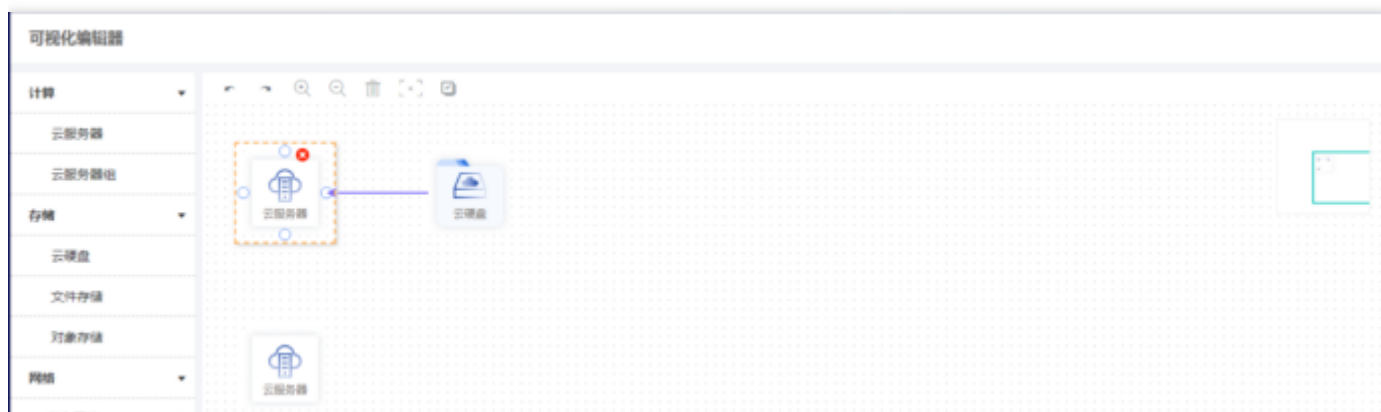 可视化编辑器
计算
云服务器
云服务器组
存储
云硬盘
文件存储
对象存储
网络
云服务器
云硬盘
云服务器